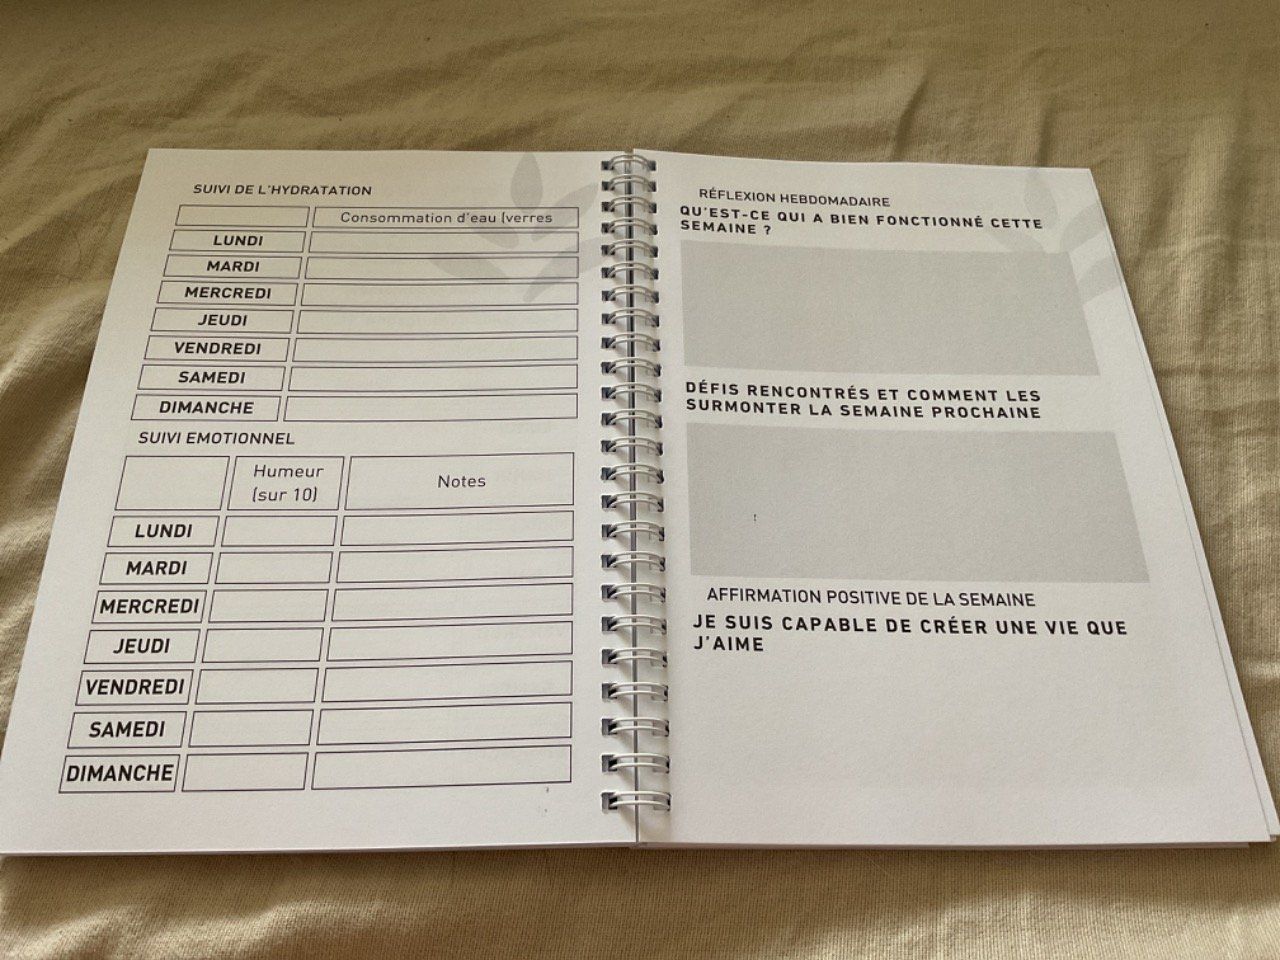 SUIVI DE L'HYDRATATION
Consommation d'eau (verres
LUNDI
MARDI
MERCREDI
JEUDI
VENDREDI
SAMEDI
DIMANCHE
SUIVI EMOTIONNEL
Humeur
(sur 10)
Notes
LUNDI
MARDI
MERCREDI
JEUDI
VENDREDI
SAMEDI
DIMANCHE
RÉFLEXION HEBDOMADAIRE
QU'EST-CE QUI A BIEN FONCTIONNÉ CETTE
SEMAINE ?
DÉFIS RENCONTRÉS ET COMMENT LES
SURMONTER LA SEMAINE PROCHAINE
AFFIRMATION POSITIVE DE LA SEMAINE
JE SUIS CAPABLE DE CRÉER UNE VIE QUE
J'AIME